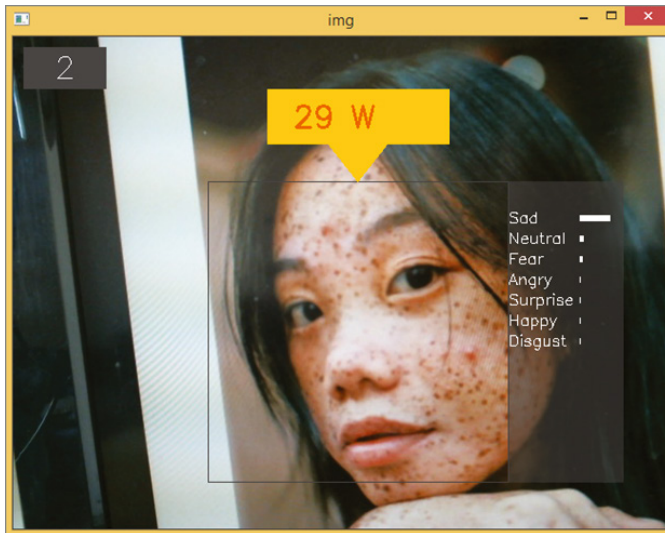 img
2
29 W
Sad
Neutral
Fear
Angry
Surprise
Happy
Disgust